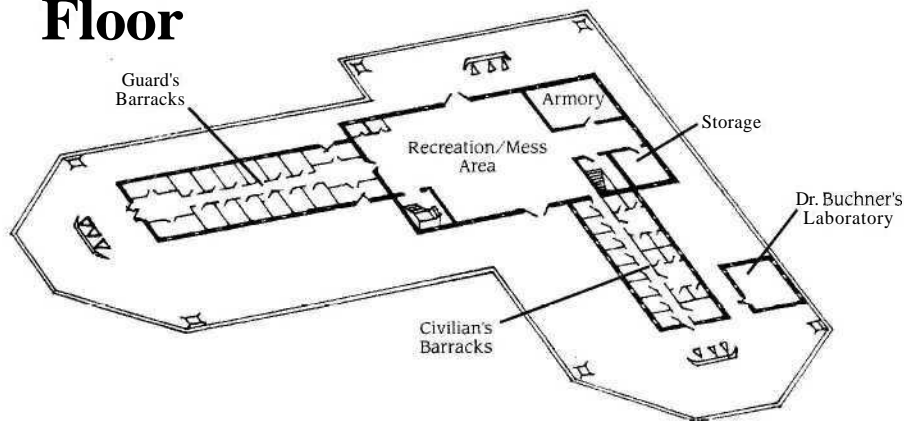 Floor
Guard's
Barracks
Armory
Storage
Recreation/Mess
Area
Dr. Buchner's
Laboratory
Civilian's
Barracks